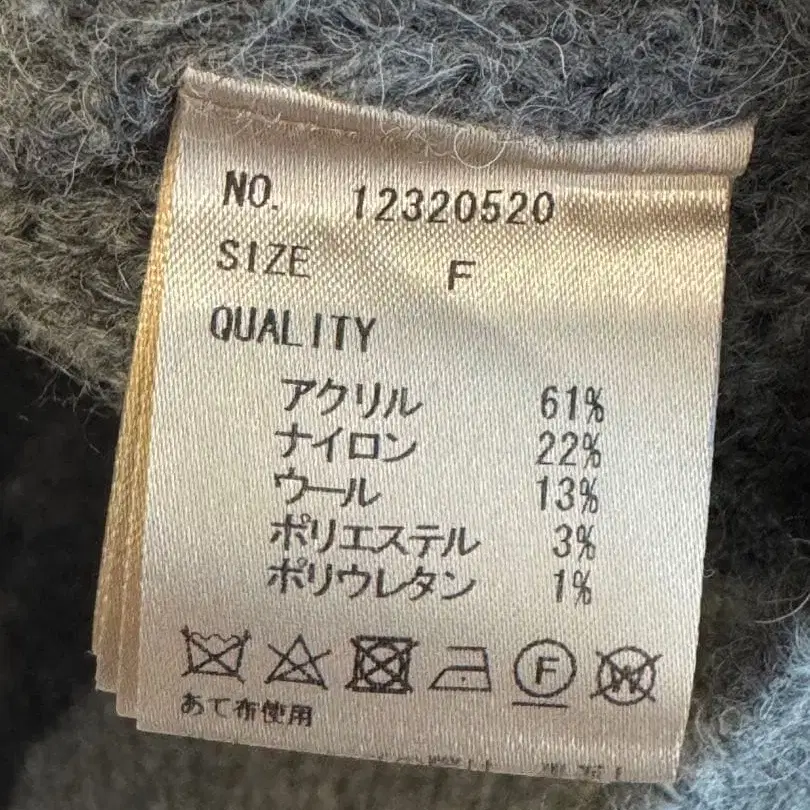 NO. 12320520
SIZE F
QUALITY
アクリル 61%
ナイロン 22%
ウール 13%
ポリエステル 3%
ポリウレタン 1%
F W
あて布使用